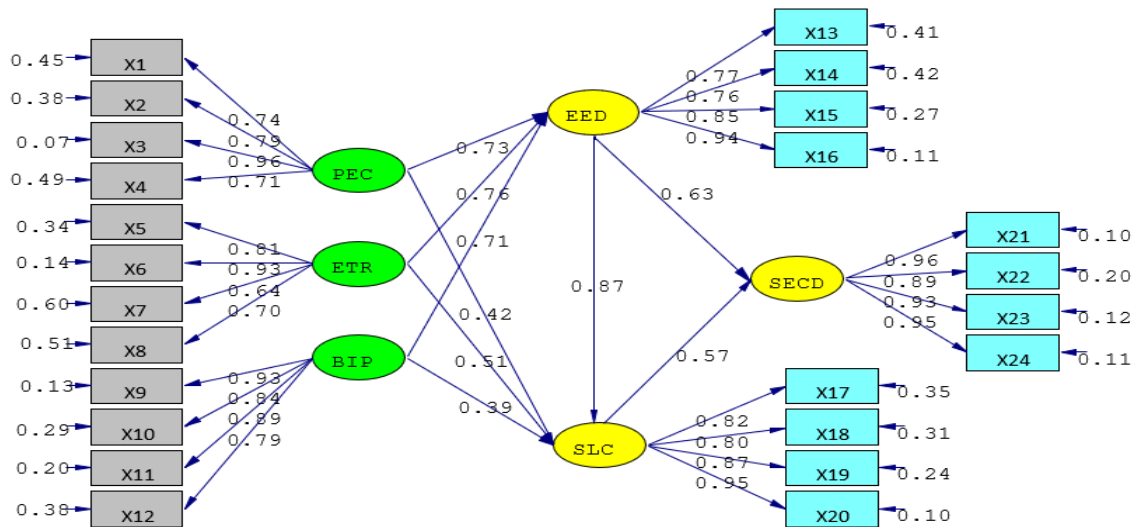 0.45 X1
0.38 X2
0.07 X3
0.49 X4
0.34 X5
0.14 X6
0.60 X7
0.51 X8
0.13 X9
0.29 X10
0.20 X11
0.38 X12
0.74
0.79
0.96
0.71
PEC
0.81
0.93
0.64
0.70
ETR
0.93
0.84
0.89
0.79
BIP
0.73
0.76
0.71
0.42
0.51
0.39
EED
0.87
0.63
SECD
0.57
SLC
0.77
0.76
0.85
0.94
X13 0.41
X14 0.42
X15 0.27
X16 0.11
0.96
0.89
0.93
0.95
X21 0.10
X22 0.20
X23 0.12
X24 0.11
0.82
0.80
0.87
0.95
X17 0.35
X18 0.31
X19 0.24
X20 0.10